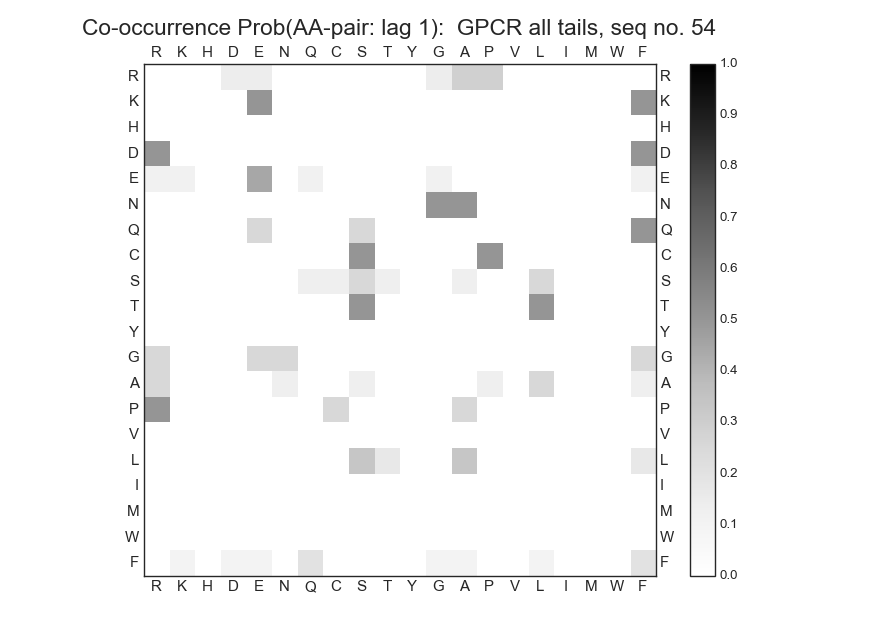 Co-occurrence Prob(AA-pair: lag 1):  GPCR all tails, seq no. 54
R K H D E N Q C S T Y G A P V L I M W F
R R 1.0
K K 0.9
H H
D D 0.8
E E
N N 0.7
Q Q
C C 0.6
S S
T T 0.5
Y Y
G G 0.4
A A
P P 0.3
V V
L L 0.2
I I
M M 0.1
W W
F F 0.0
R K H D E N Q C S T Y G A P V L I M W F